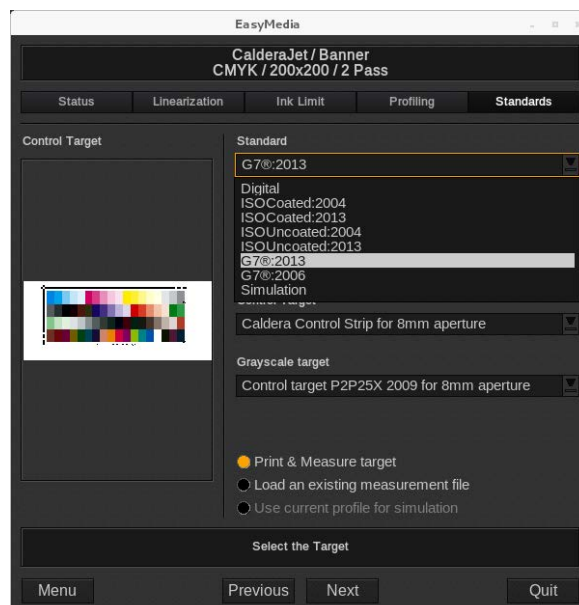 EasyMedia
CalderaJet / Banner
CMYK / 200x200 / 2 Pass
Status
Linearization
Ink Limit
Profiling
Standards
Control Target
Standard
G7®:2013
Digital
ISOCoated:2004
ISOCoated:2013
ISOUncoated:2004
ISOUncoated:2013
G7®:2013
G7®:2006
Simulation
Control Target
Caldera Control Strip for 8mm aperture
Grayscale target
Control target P2P25X 2009 for 8mm aperture
Print & Measure target
Load an existing measurement file
Use current profile for simulation
Select the Target
Menu
Previous
Next
Quit